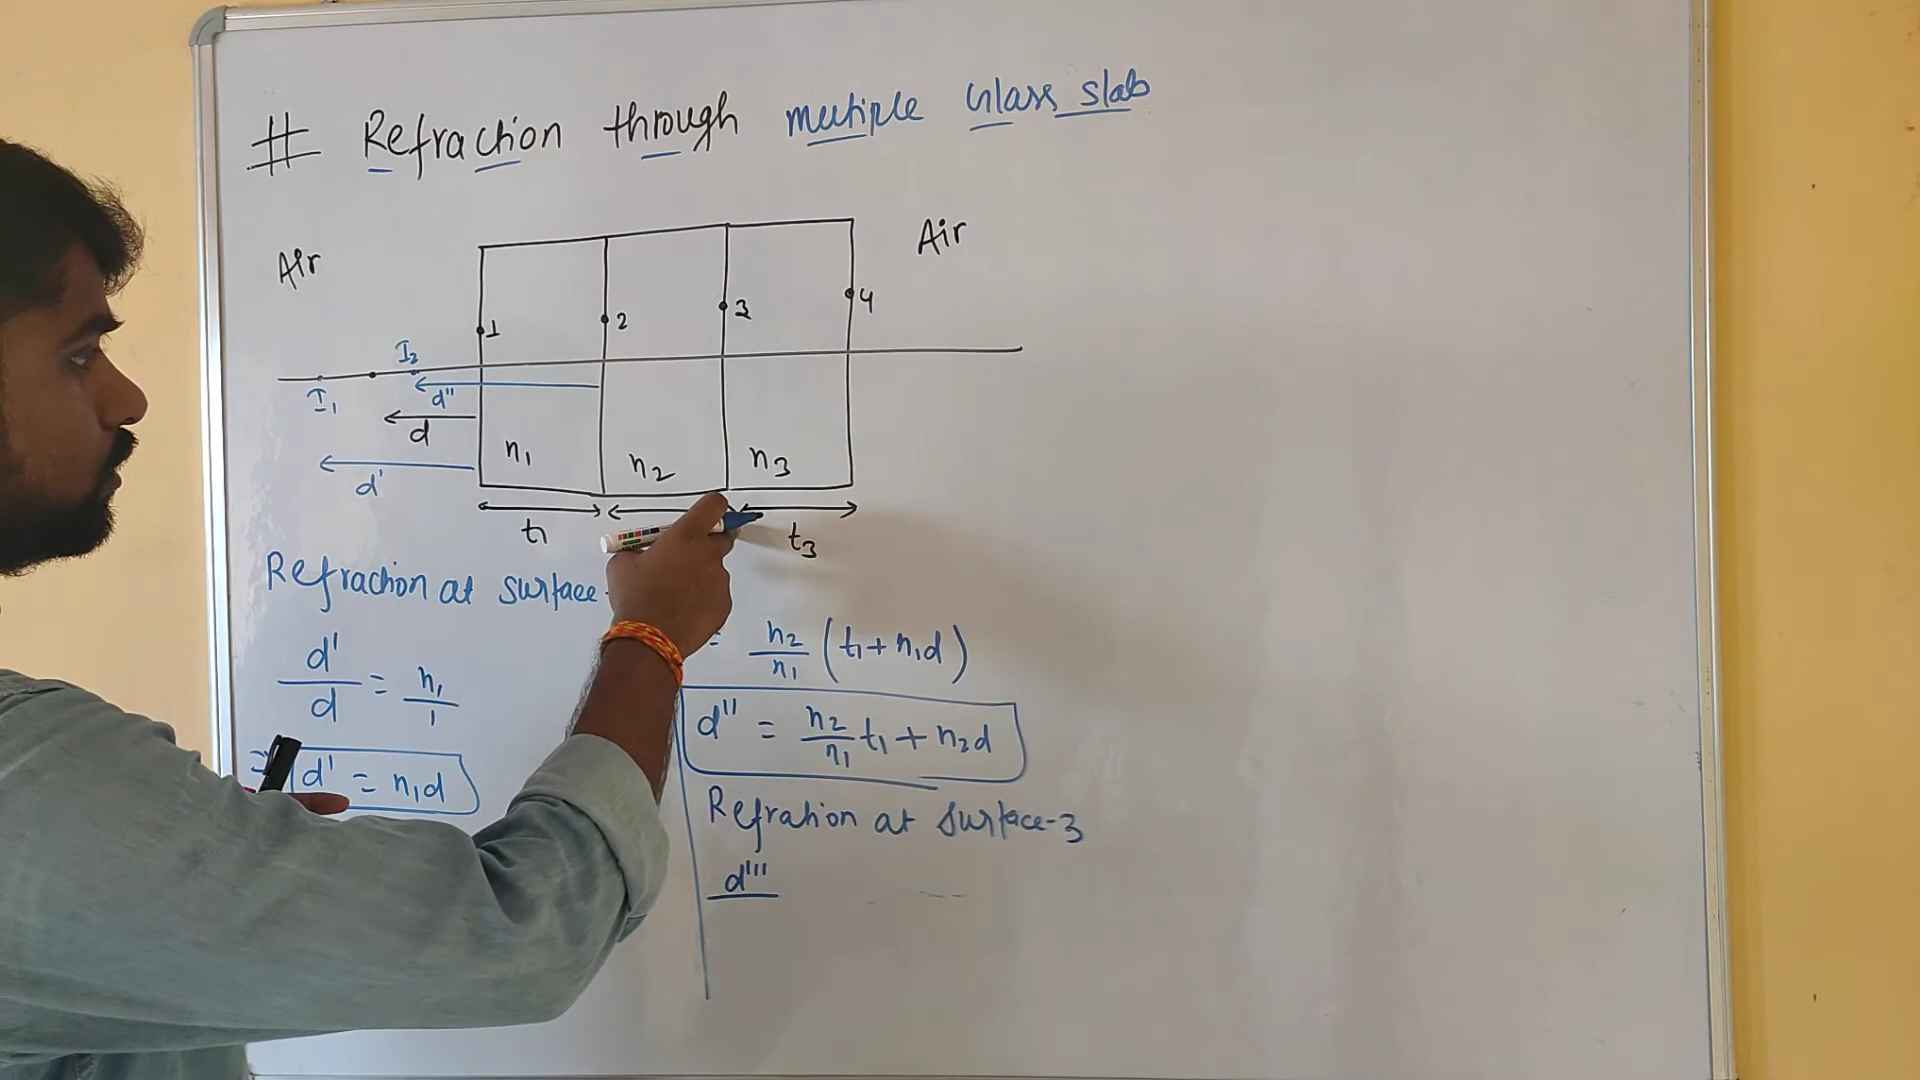 # Refraction through multiple Glass slab
Air
Air
1
2
3
4
I₂
I₁
d''
d
d'
n₁
n₂
n₃
t₁
t₃
Refraction at surface-
d'/d = n₁/1
⇒ d' = n₁d
= n₂/n₁ (t₁ + n₁d)
d'' = n₂/n₁ t₁ + n₂d
Refration at surface-3
d'''